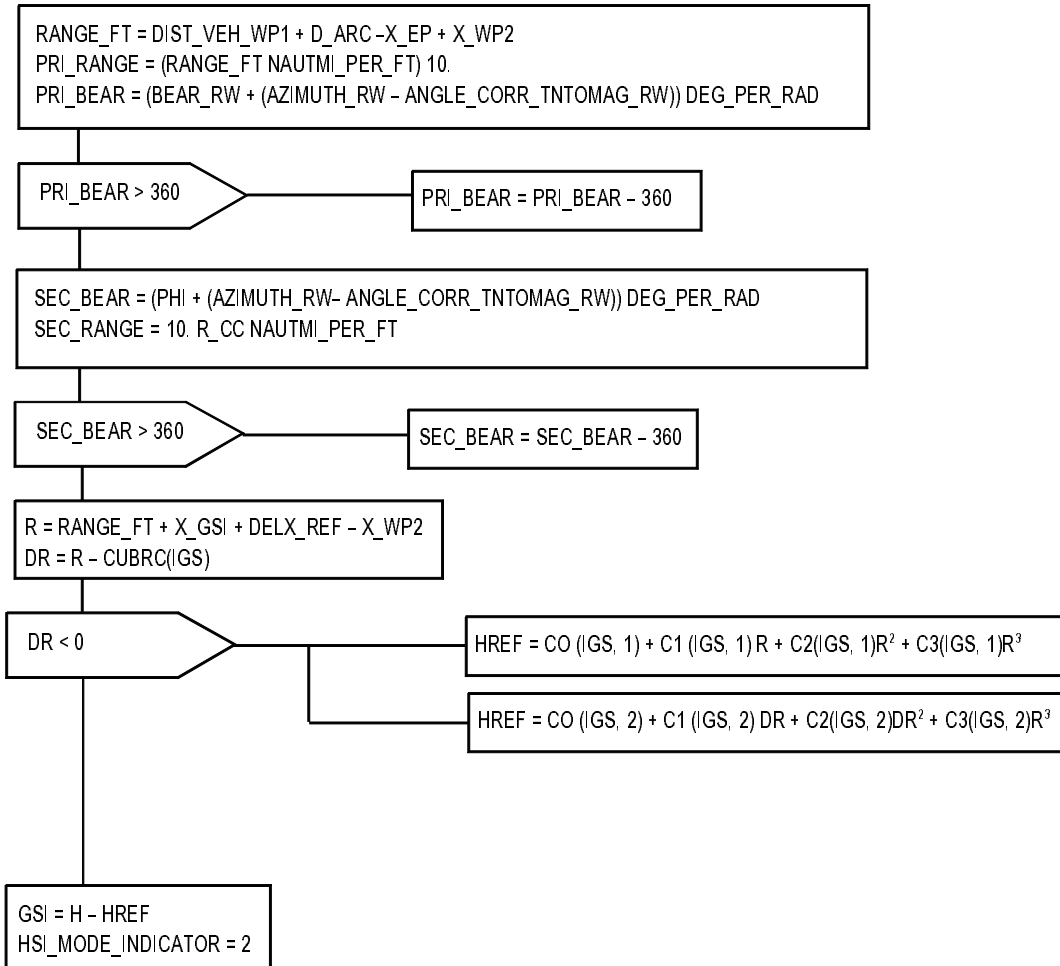 RANGE_FT = DIST_VEH_WP1 + D_ARC –X_EP + X_WP2
PRI_RANGE = (RANGE_FT NAUTMI_PER_FT) 10.
PRI_BEAR = (BEAR_RW + (AZIMUTH_RW – ANGLE_CORR_TNTOMAG_RW)) DEG_PER_RAD
PRI_BEAR > 360
PRI_BEAR = PRI_BEAR – 360
SEC_BEAR = (PHI + (AZIMUTH_RW– ANGLE_CORR_TNTOMAG_RW)) DEG_PER_RAD
SEC_RANGE = 10. R_CC NAUTMI_PER_FT
SEC_BEAR > 360
SEC_BEAR = SEC_BEAR – 360
R = RANGE_FT + X_GSI + DELX_REF – X_WP2
DR = R – CUBRC(IGS)
DR < 0
HREF = CO (IGS, 1) + C1 (IGS, 1) R + C2(IGS, 1)R² + C3(IGS, 1)R³
HREF = CO (IGS, 2) + C1 (IGS, 2) DR + C2(IGS, 2)DR² + C3(IGS, 2)R³
GSI = H – HREF
HSI_MODE_INDICATOR = 2